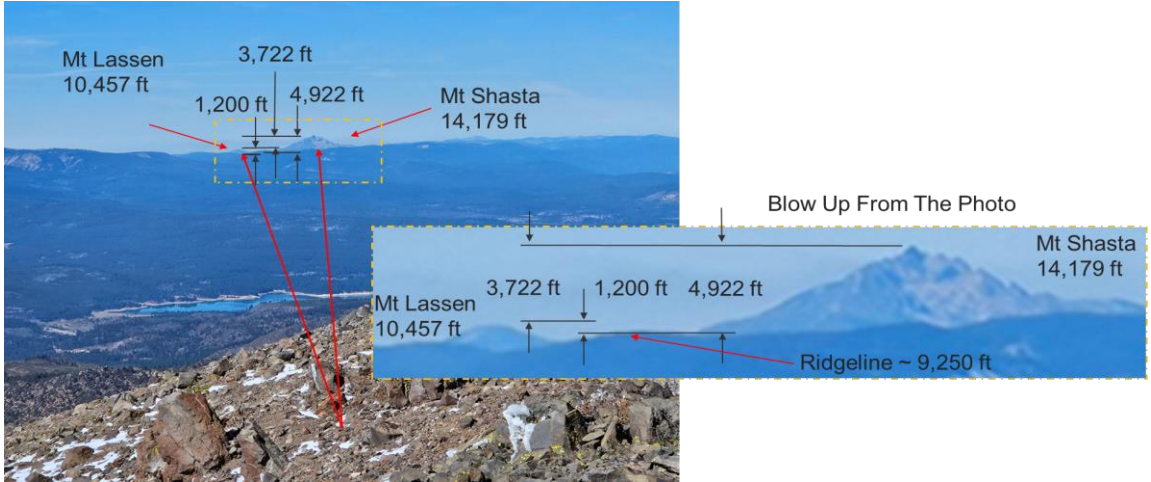 Mt Lassen
10,457 ft
3,722 ft
1,200 ft
4,922 ft
Mt Shasta
14,179 ft
Blow Up From The Photo
Mt Shasta
14,179 ft
3,722 ft
1,200 ft
4,922 ft
Mt Lassen
10,457 ft
Ridgeline ~ 9,250 ft